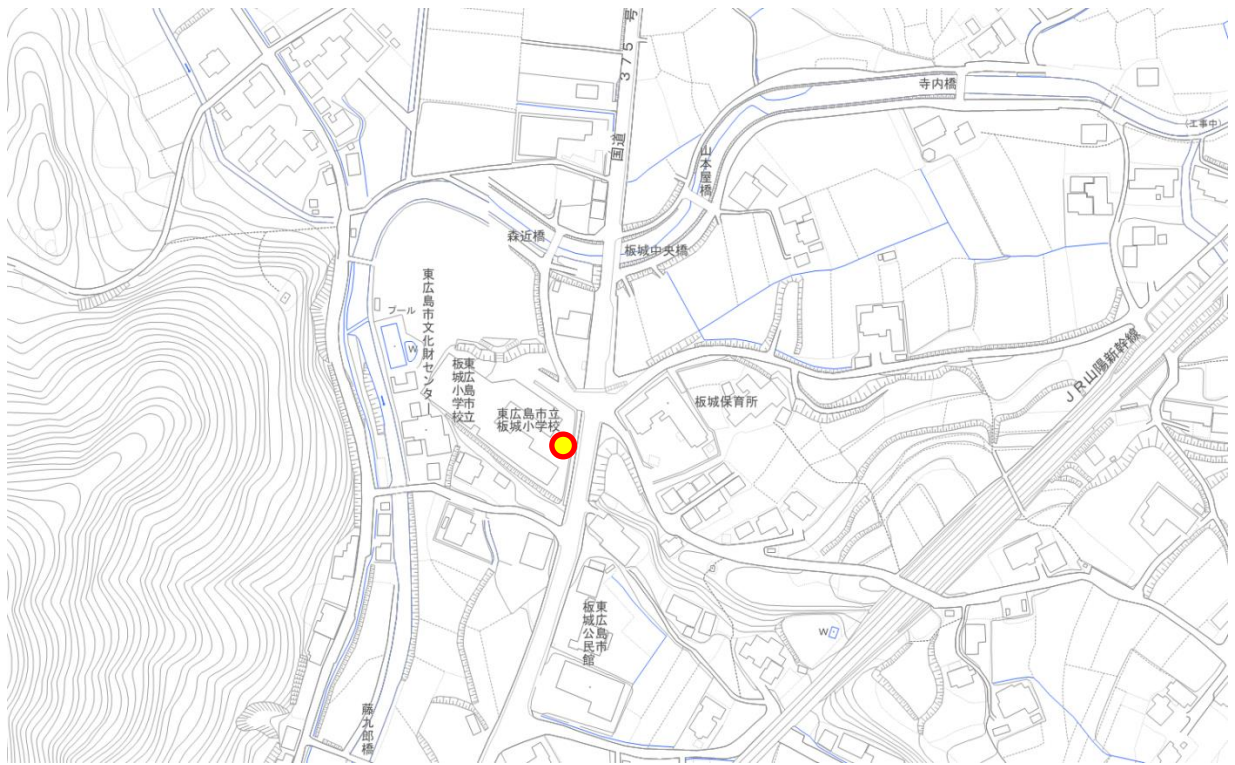 国道 375 号
寺内橋
(工事中)
山本屋橋
森近橋
板城中央橋
東広島市文化財センター
プール
W
JR山陽新幹線
東広島市立
板城小学校
東広島市立
板城小学校
板城保育所
W
東広島市
板城公民館
藤九郎橋